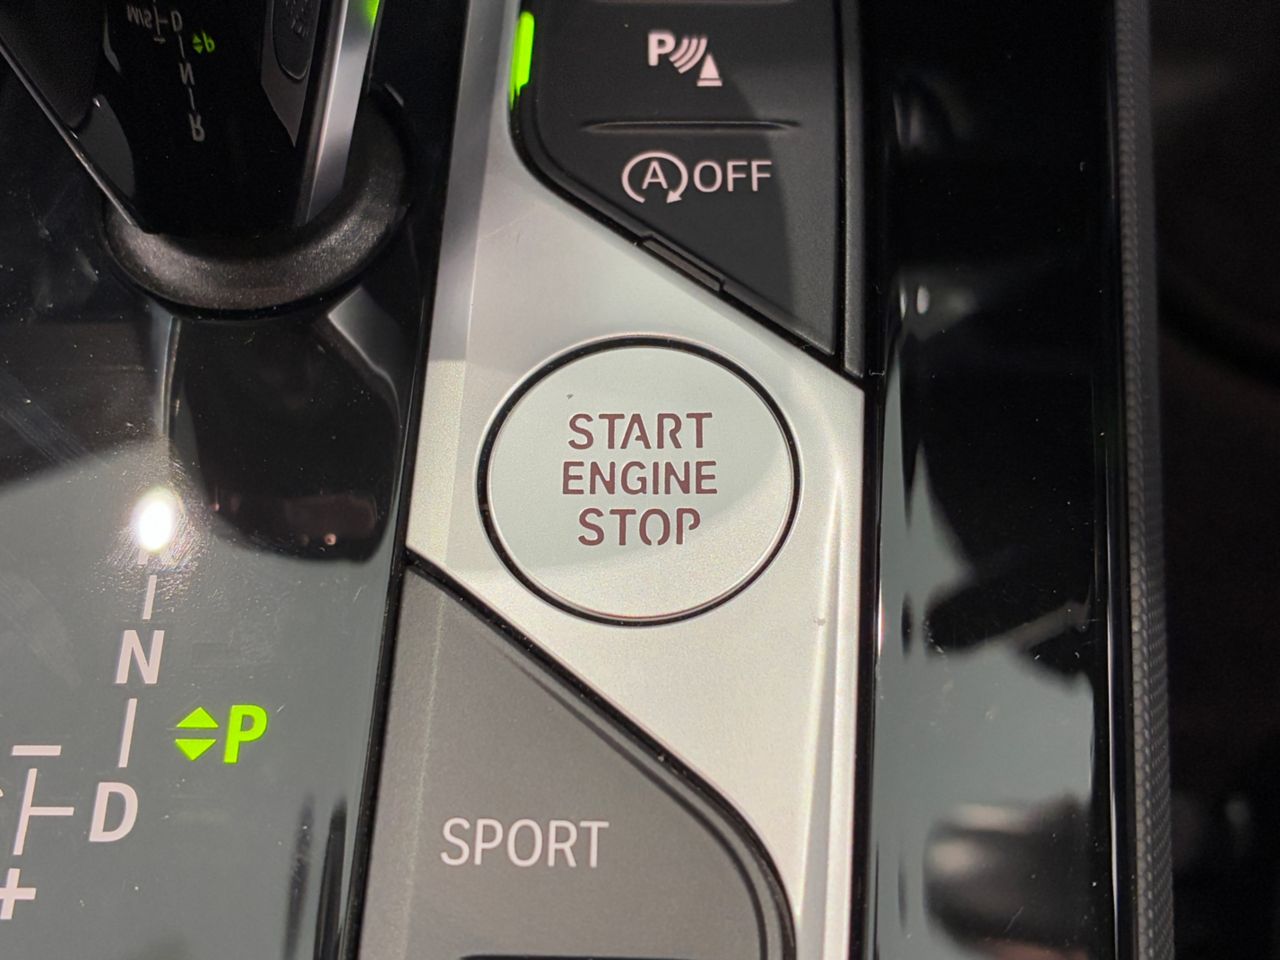 P
A OFF
START
ENGINE
STOP
N
P
D
SPORT